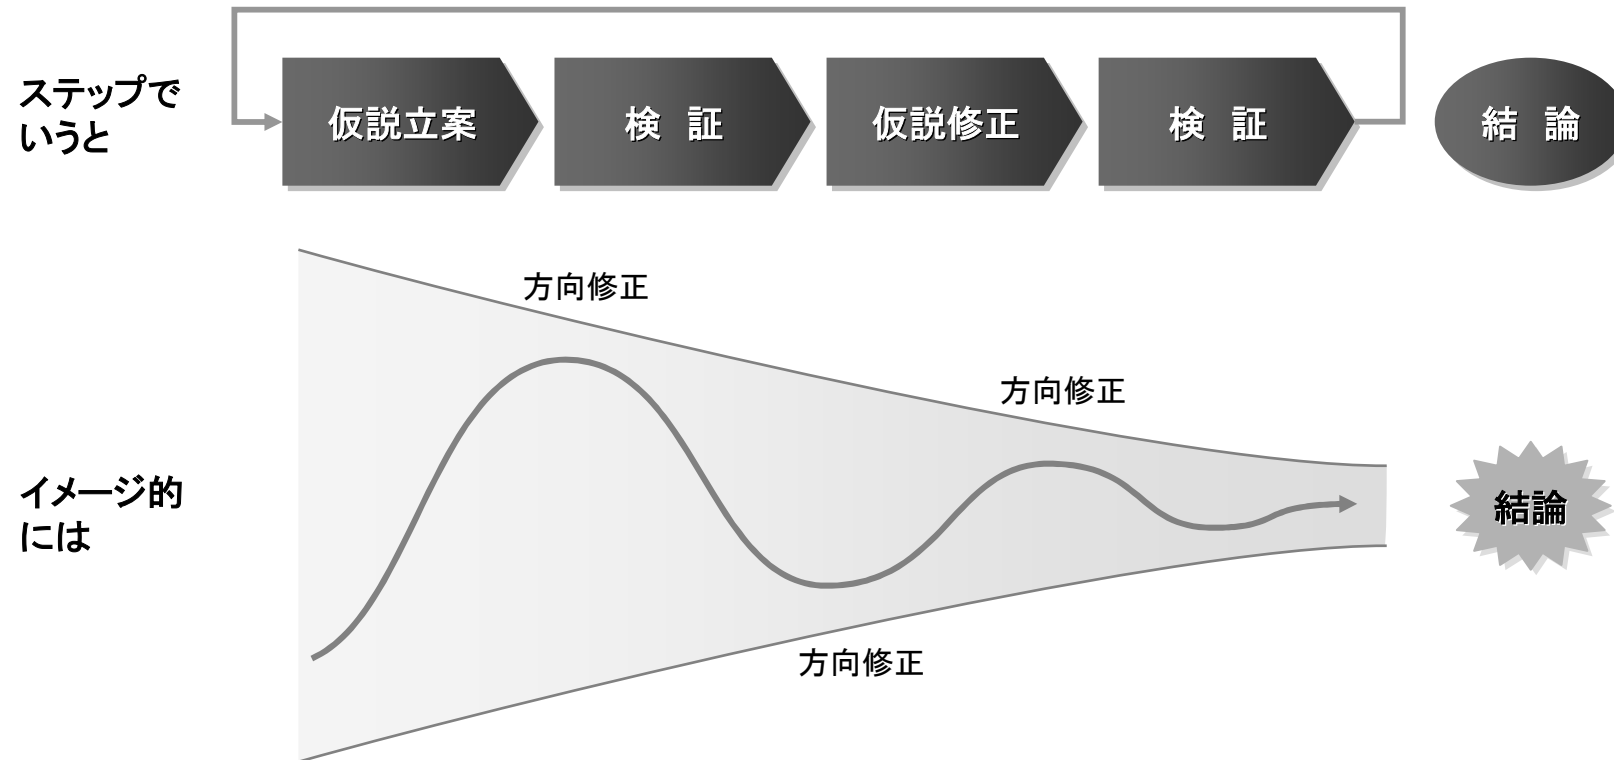 ステップで
いうと
仮説立案
検 証
仮説修正
検 証
結 論
方向修正
方向修正
イメージ的
には
結論
方向修正